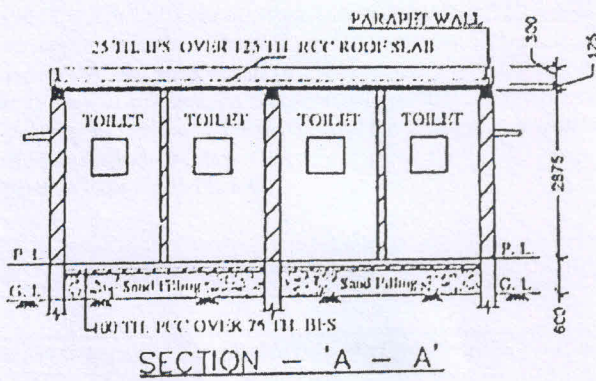 PARAPET WALL
25 TH. IPS OVER 125 TH. RCC ROOF SLAB
300
125
TOILET TOILET TOILET TOILET
2875
P. L. P. L.
G. L. Sand Filling Sand Filling G. L.
600
100 TH. PCC OVER 75 TH. BFS
SECTION - 'A - A'